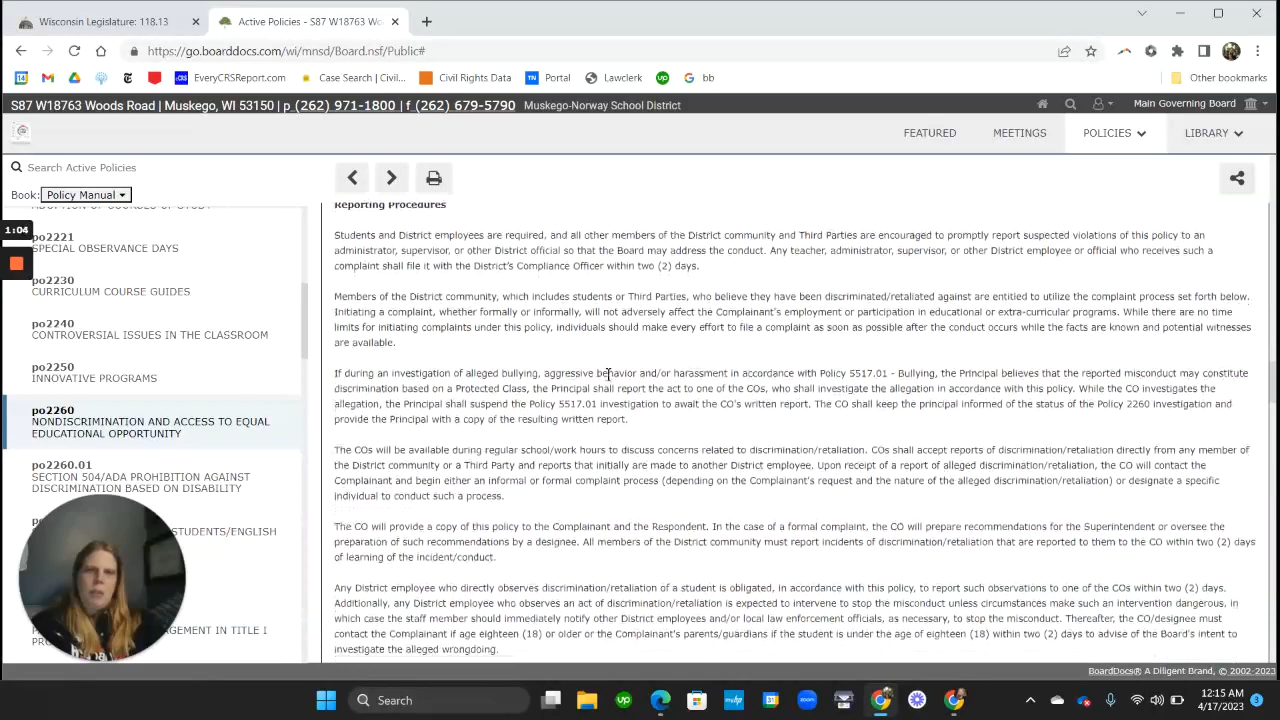 Wisconsin Legislature: 118.13
Active Policies - S87 W18763 Wo
https://go.boarddocs.com/wi/mnsd/Board.nsf/Public#
EveryCRSReport.com
Case Search | Civil...
Civil Rights Data
Portal
Lawclerk
bb
Other bookmarks
S87 W18763 Woods Road | Muskego, WI 53150 | p (262) 971-1800 | f (262) 679-5790 Muskego-Norway School District
Main Governing Board
FEATURED
MEETINGS
POLICIES
LIBRARY
Search Active Policies
Book: Policy Manual
1:04
po2221
SPECIAL OBSERVANCE DAYS
po2230
CURRICULUM COURSE GUIDES
po2240
CONTROVERSIAL ISSUES IN THE CLASSROOM
po2250
INNOVATIVE PROGRAMS
po2260
NONDISCRIMINATION AND ACCESS TO EQUAL
EDUCATIONAL OPPORTUNITY
po2260.01
SECTION 504/ADA PROHIBITION AGAINST
DISCRIMINATION BASED ON DISABILITY
STUDENTS/ENGLISH
IN TITLE I
Reporting Procedures
Students and District employees are required, and all other members of the District community and Third Parties are encouraged to promptly report suspected violations of this policy to an
administrator, supervisor, or other District official so that the Board may address the conduct. Any teacher, administrator, supervisor, or other District employee or official who receives such a
complaint shall file it with the District's Compliance Officer within two (2) days.
Members of the District community, which includes students or Third Parties, who believe they have been discriminated/retaliated against are entitled to utilize the complaint process set forth below.
Initiating a complaint, whether formally or informally, will not adversely affect the Complainant's employment or participation in educational or extra-curricular programs. While there are no time
limits for initiating complaints under this policy, individuals should make every effort to file a complaint as soon as possible after the conduct occurs while the facts are known and potential witnesses
are available.
If during an investigation of alleged bullying, aggressive behavior and/or harassment in accordance with Policy 5517.01 - Bullying, the Principal believes that the reported misconduct may constitute
discrimination based on a Protected Class, the Principal shall report the act to one of the COs, who shall investigate the allegation in accordance with this policy. While the CO investigates the
allegation, the Principal shall suspend the Policy 5517.01 investigation to await the CO's written report. The CO shall keep the principal informed of the status of the Policy 2260 investigation and
provide the Principal with a copy of the resulting written report.
The COs will be available during regular school/work hours to discuss concerns related to discrimination/retaliation. COs shall accept reports of discrimination/retaliation directly from any member of
the District community or a Third Party and reports that initially are made to another District employee. Upon receipt of a report of alleged discrimination/retaliation, the CO will contact the
Complainant and begin either an informal or formal complaint process (depending on the Complainant's request and the nature of the alleged discrimination/retaliation) or designate a specific
individual to conduct such a process.
The CO will provide a copy of this policy to the Complainant and the Respondent. In the case of a formal complaint, the CO will prepare recommendations for the Superintendent or oversee the
preparation of such recommendations by a designee. All members of the District community must report incidents of discrimination/retaliation that are reported to them to the CO within two (2) days
of learning of the incident/conduct.
Any District employee who directly observes discrimination/retaliation of a student is obligated, in accordance with this policy, to report such observations to one of the COs within two (2) days.
Additionally, any District employee who observes an act of discrimination/retaliation is expected to intervene to stop the misconduct unless circumstances make such an intervention dangerous, in
which case the staff member should immediately notify other District employees and/or local law enforcement officials, as necessary, to stop the misconduct. Thereafter, the CO/designee must
contact the Complainant if age eighteen (18) or older or the Complainant's parents/guardians if the student is under the age of eighteen (18) within two (2) days to advise of the Board's intent to
investigate the alleged wrongdoing.
BoardDocs® A Diligent Brand, © 2002-2023
Search
12:15 AM
4/17/2023
3